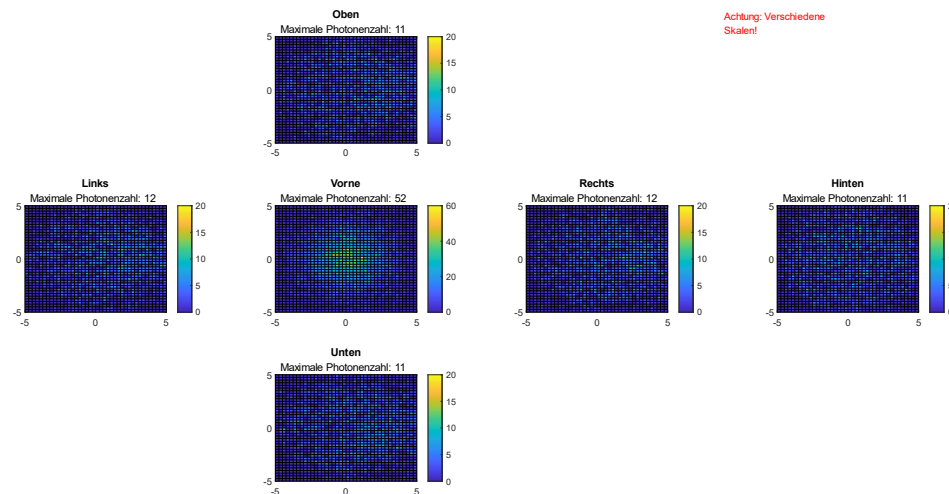 Oben
Maximale Photonenzahl: 11
Achtung: Verschiedene
Skalen!
5
0
-5
-5 0 5
20
15
10
5
0
Links
Maximale Photonenzahl: 12
5
0
-5
-5 0 5
20
15
10
5
0
Vorne
Maximale Photonenzahl: 52
5
0
-5
-5 0 5
60
40
20
0
Rechts
Maximale Photonenzahl: 12
5
0
-5
-5 0 5
20
15
10
5
0
Hinten
Maximale Photonenzahl: 11
5
0
-5
-5 0 5
Unten
Maximale Photonenzahl: 11
5
0
-5
-5 0 5
20
15
10
5
0